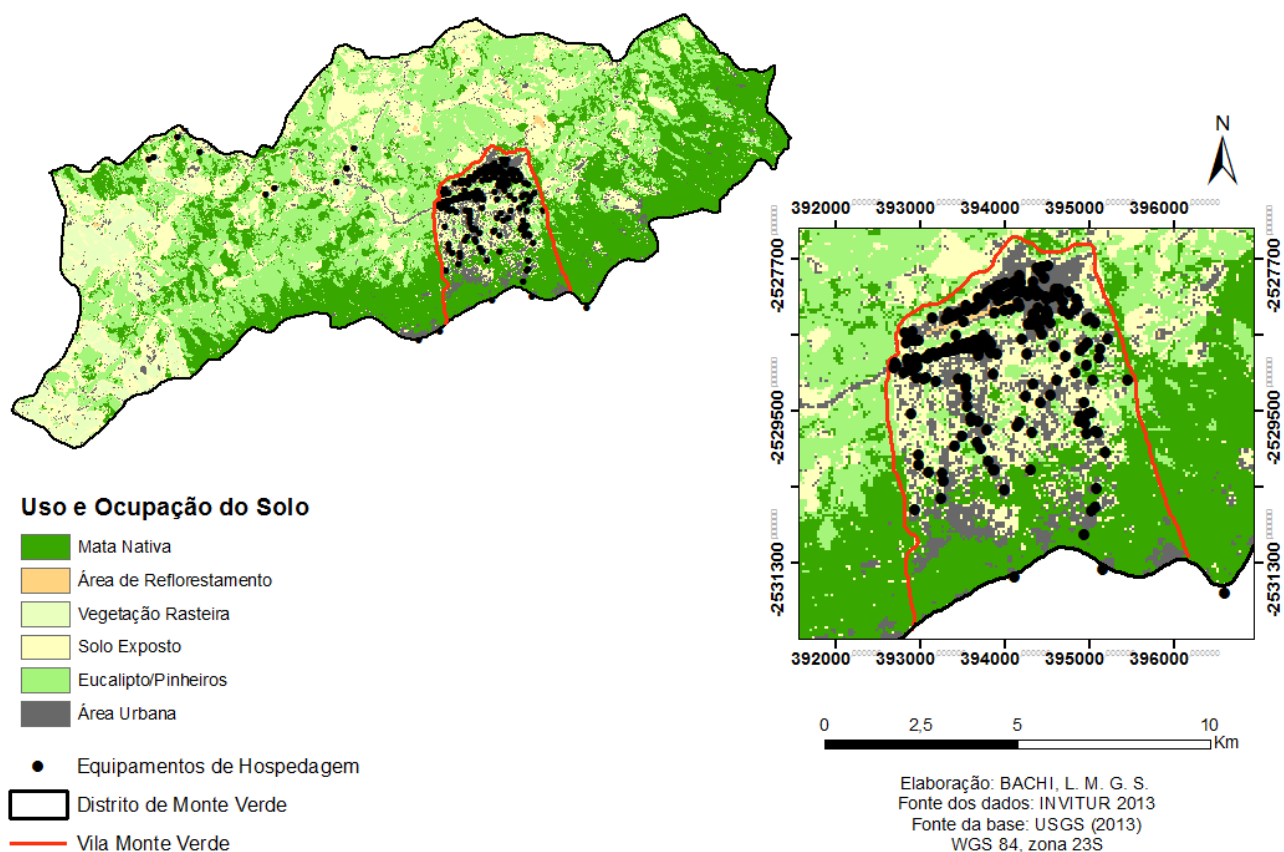 N
392000 393000 394000 395000 396000
-2527700
-2529500
-2531300
-2527700
-2529500
-2531300
392000 393000 394000 395000 396000
Uso e Ocupação do Solo
Mata Nativa
Área de Reflorestamento
Vegetação Rasteira
Solo Exposto
Eucalipto/Pinheiros
Área Urbana
Equipamentos de Hospedagem
Distrito de Monte Verde
Vila Monte Verde
0 2,5 5 10
Km
Elaboração: BACHI, L. M. G. S.
Fonte dos dados: INVITUR 2013
Fonte da base: USGS (2013)
WGS 84, zona 23S